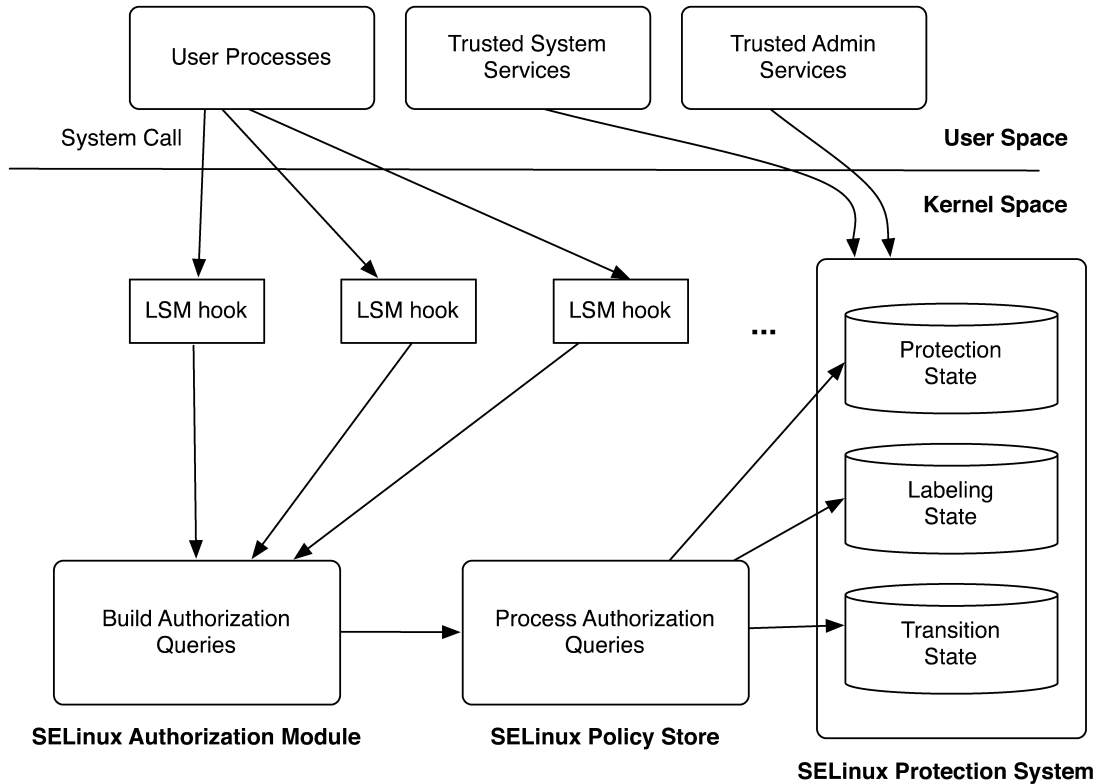 User Processes
Trusted System
Services
Trusted Admin
Services
System Call
User Space
Kernel Space
LSM hook
LSM hook
LSM hook
...
Protection
State
Labeling
State
Transition
State
Build Authorization
Queries
Process Authorization
Queries
SELinux Authorization Module
SELinux Policy Store
SELinux Protection System